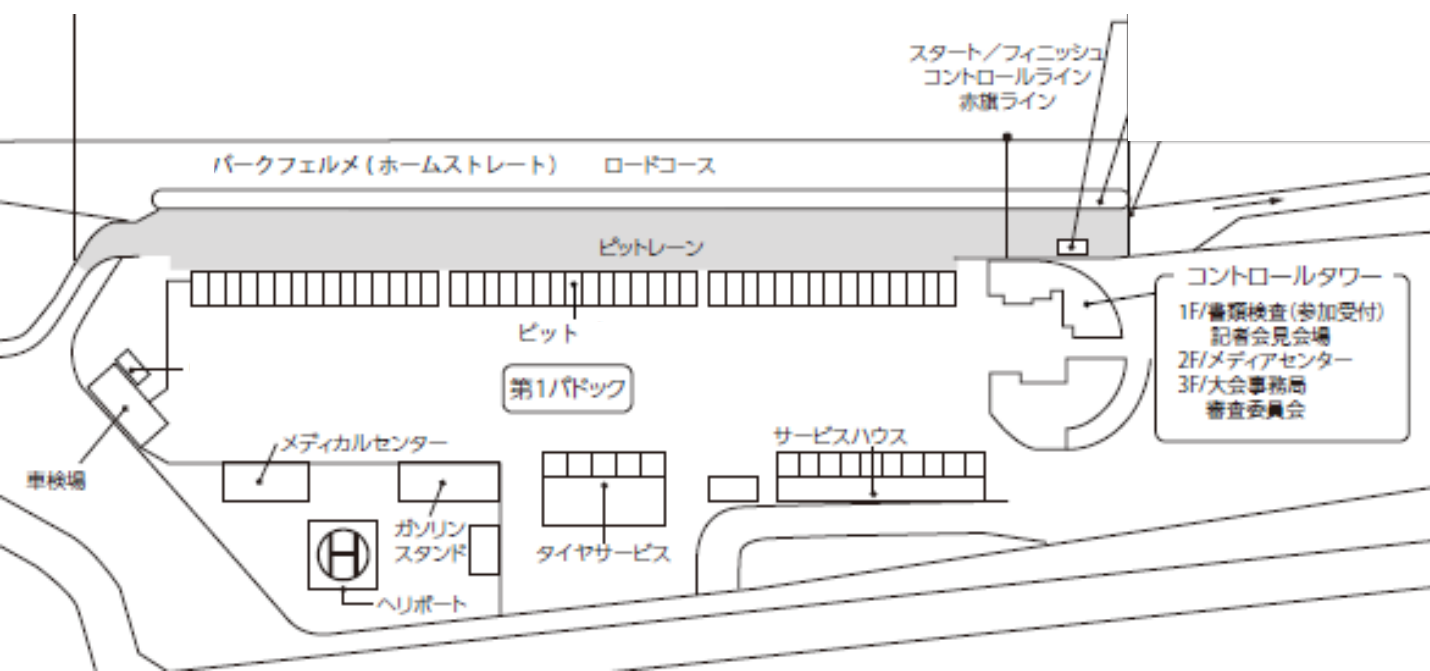 スタート/フィニッシュ
コントロールライン
赤旗ライン
パークフェルメ(ホームストレート)
ロードコース
ピットレーン
コントロールタワー
1F/書類検査(参加受付)
記者会見会場
2F/メディアセンター
3F/大会事務局
審査委員会
ピット
第1パドック
サービスハウス
メディカルセンター
車検場
ガソリン
スタンド
タイヤサービス
H
ヘリポート